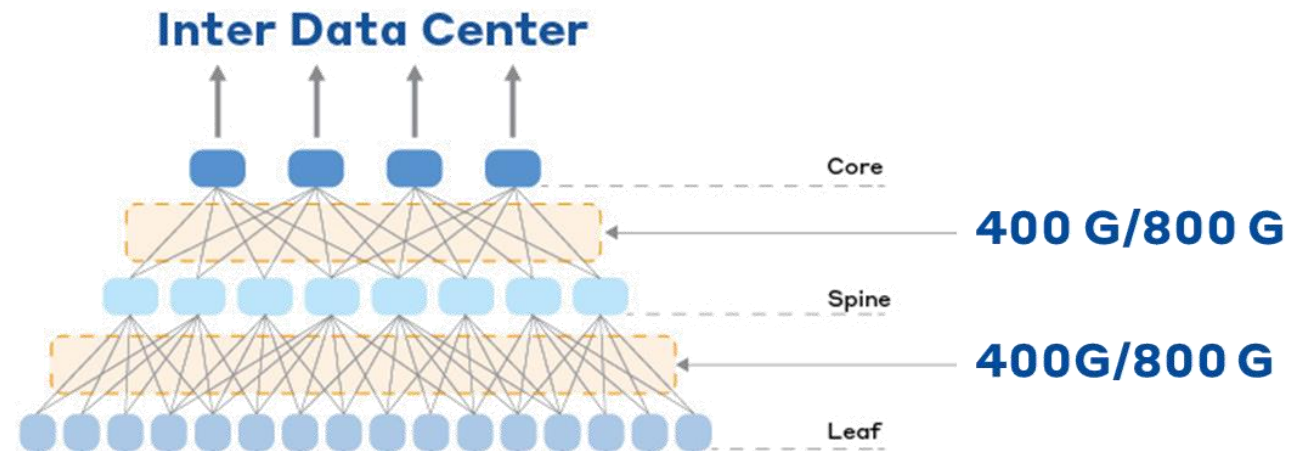 Inter Data Center
Core
400 G/800 G
Spine
400G/800 G
Leaf